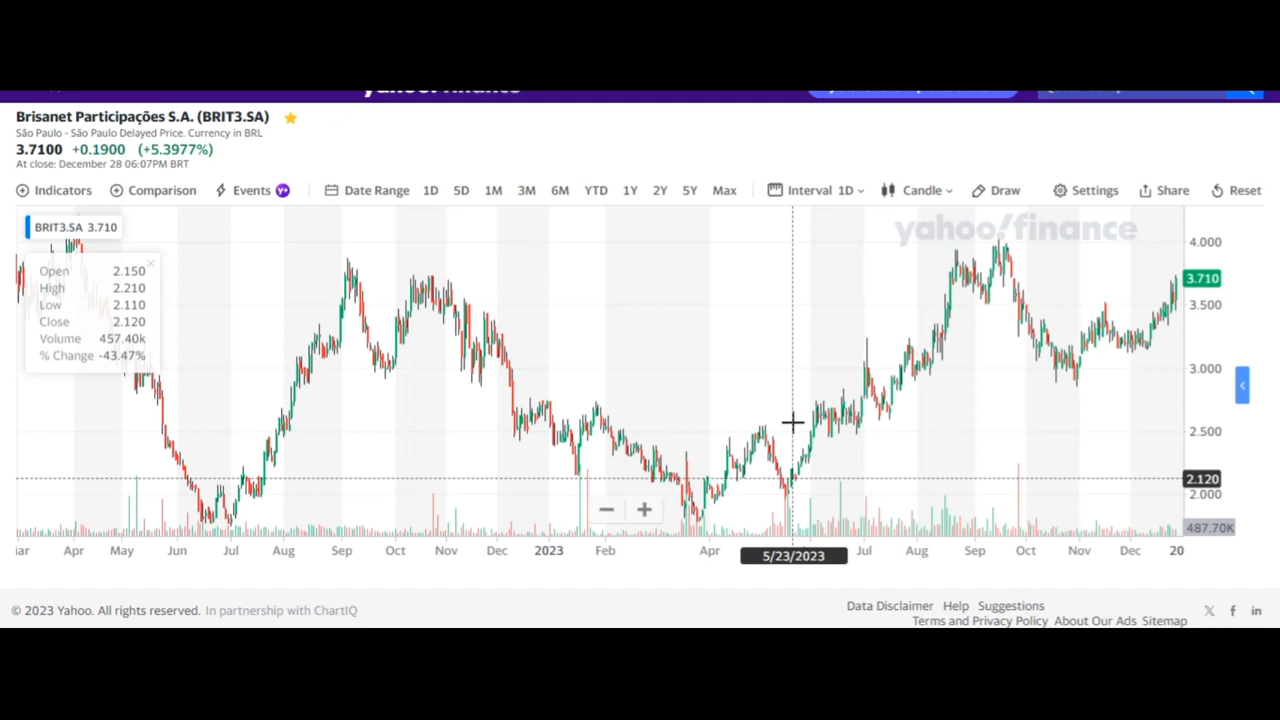 Brisanet Participações S.A. (BRIT3.SA)
São Paulo - São Paulo Delayed Price. Currency in BRL
3.7100 +0.1900 (+5.3977%)
At close: December 28 06:07PM BRT
Indicators Comparison Events Y+ Date Range 1D 5D 1M 3M 6M YTD 1Y 2Y 5Y Max Interval 1D Candle Draw Settings Share Reset
BRIT3.SA 3.710
yahoo!finance
4.000
Open 2.150
High 2.210
Low 2.110
Close 2.120
Volume 457.40k
% Change -43.47%
3.710
3.500
3.000
2.500
2.120
2.000
487.70K
ar Apr May Jun Jul Aug Sep Oct Nov Dec 2023 Feb Apr Jul Aug Sep Oct Nov Dec 20
5/23/2023
© 2023 Yahoo. All rights reserved. In partnership with ChartIQ
Data Disclaimer Help Suggestions
Terms and Privacy Policy About Our Ads Sitemap